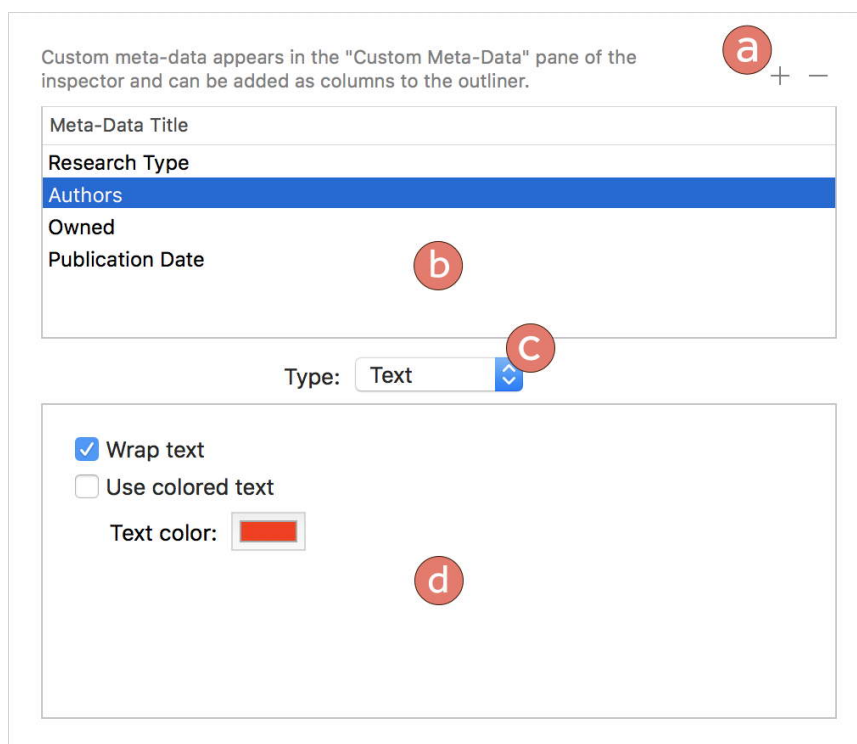 Custom meta-data appears in the "Custom Meta-Data" pane of the
inspector and can be added as columns to the outliner.
a
+ −
Meta-Data Title
Research Type
Authors
Owned
Publication Date
b
c
Type: Text
Wrap text
Use colored text
Text color:
d